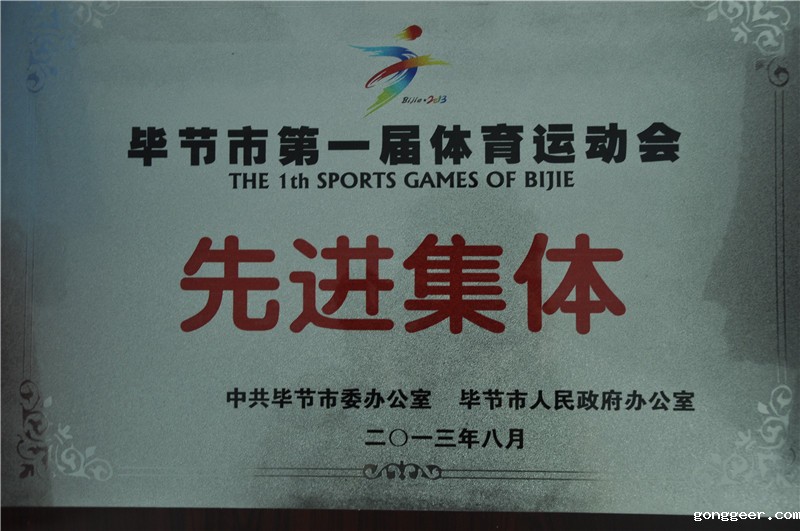 Bijie·2013
毕节市第一届体育运动会
THE 1th SPORTS GAMES OF BIJIE
先进集体
中共毕节市委办公室 毕节市人民政府办公室
二〇一三年八月
gonggeer.com